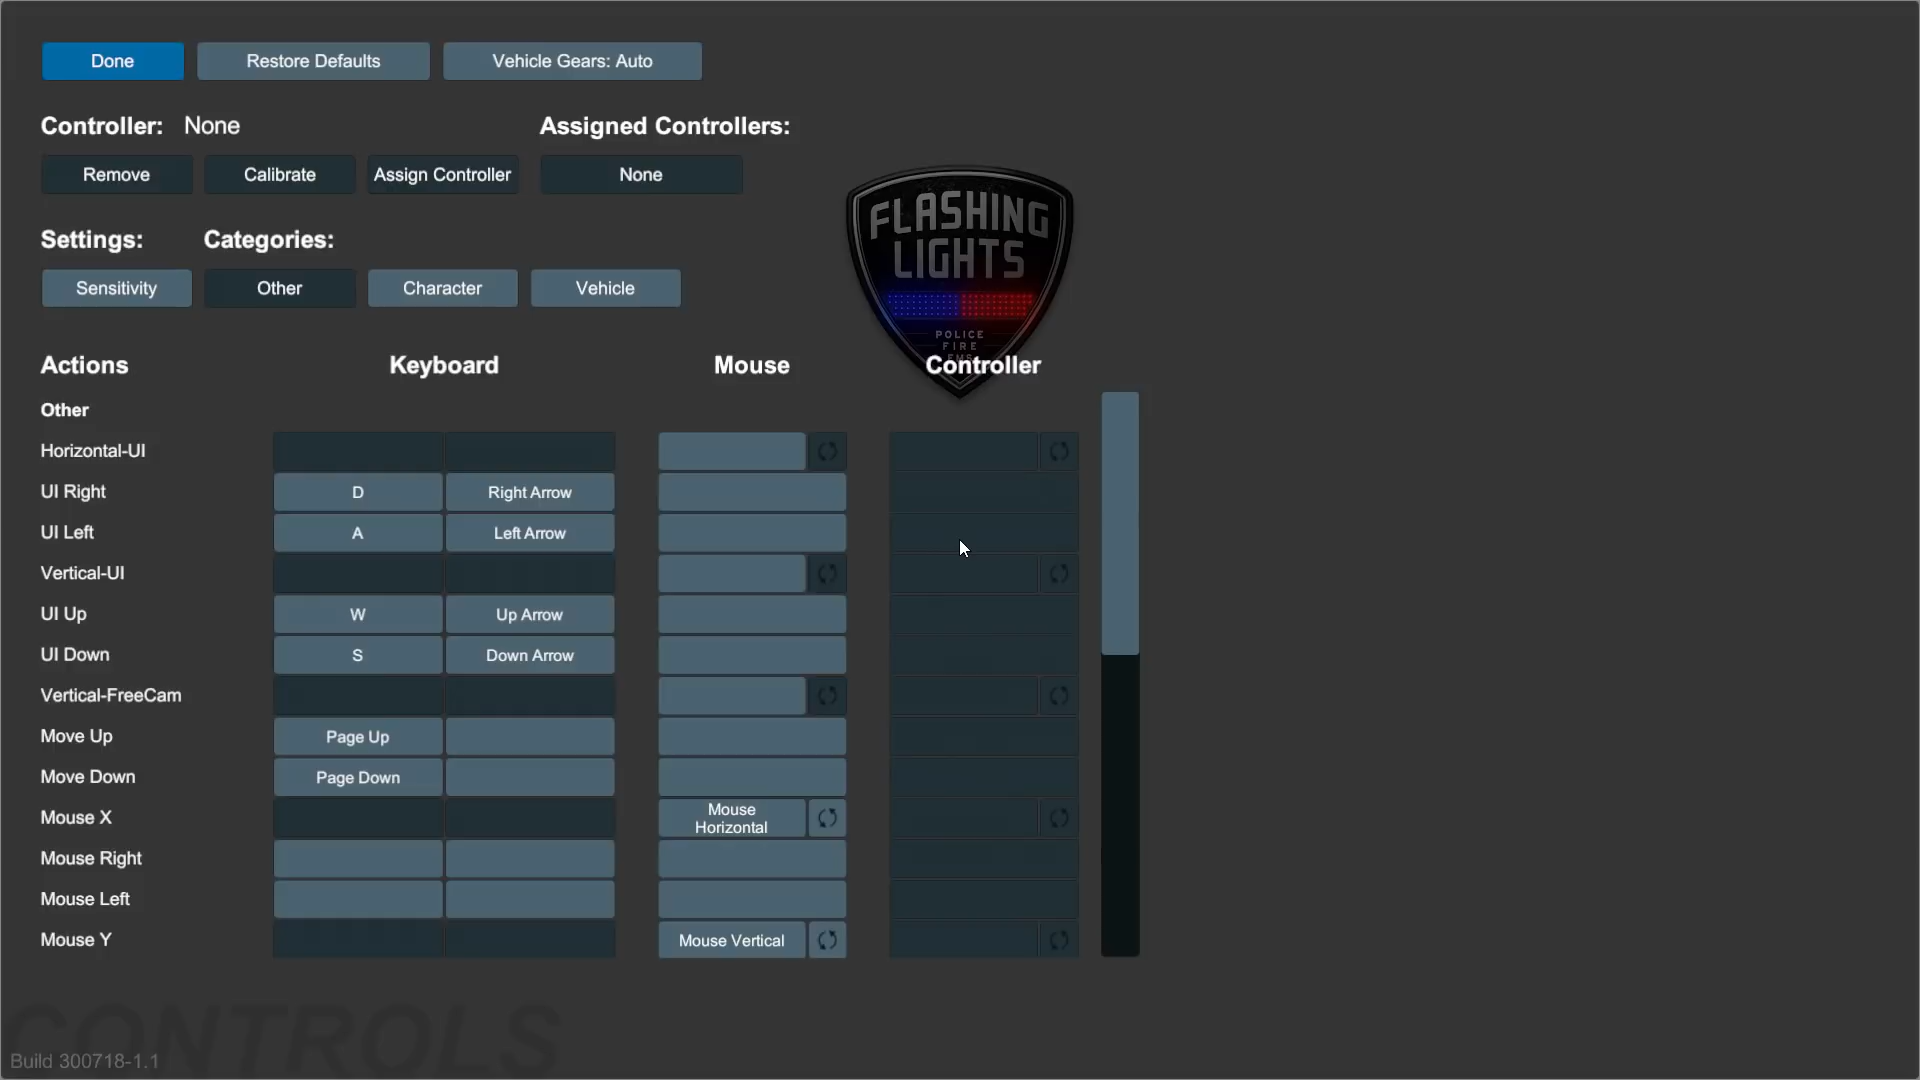 Done Restore Defaults Vehicle Gears: Auto
Controller: None Assigned Controllers:
Remove Calibrate Assign Controller None
FLASHING
LIGHTS
POLICE
FIRE
EMS
Settings: Categories:
Sensitivity Other Character Vehicle
Actions Keyboard Mouse Controller
Other
Horizontal-UI
UI Right D Right Arrow
UI Left A Left Arrow
Vertical-UI
UI Up W Up Arrow
UI Down S Down Arrow
Vertical-FreeCam
Move Up Page Up
Move Down Page Down
Mouse X Mouse
Horizontal
Mouse Right
Mouse Left
Mouse Y Mouse Vertical
CONTROLS
Build 300718-1.1